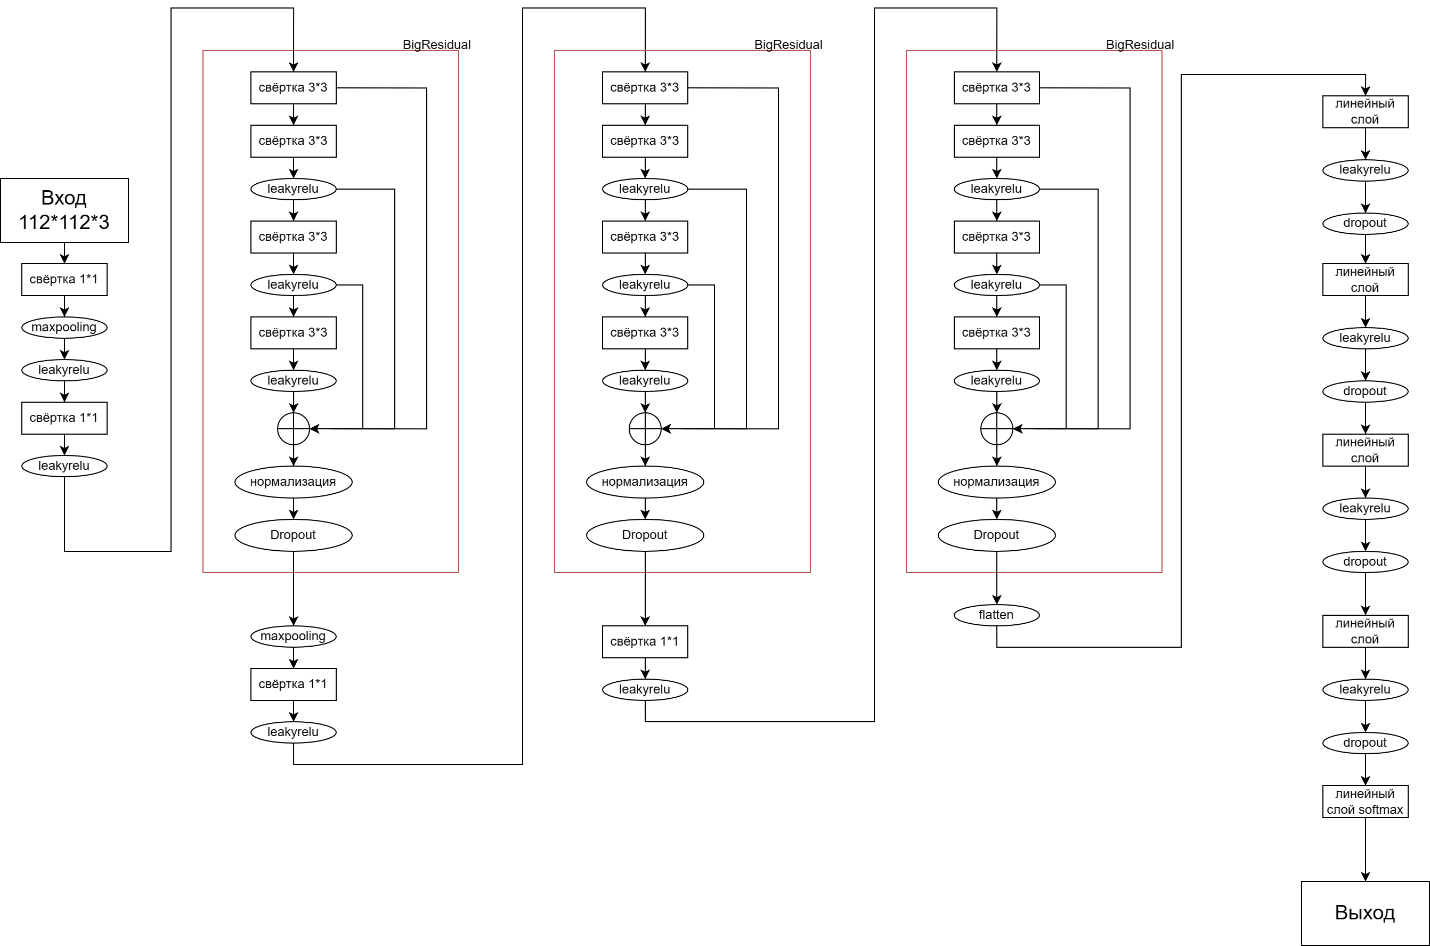 Вход
112*112*3
свёртка 1*1
maxpooling
leakyrelu
свёртка 1*1
leakyrelu
BigResidual
свёртка 3*3
свёртка 3*3
leakyrelu
свёртка 3*3
leakyrelu
свёртка 3*3
leakyrelu
нормализация
Dropout
maxpooling
свёртка 1*1
leakyrelu
BigResidual
свёртка 3*3
свёртка 3*3
leakyrelu
свёртка 3*3
leakyrelu
свёртка 3*3
leakyrelu
нормализация
Dropout
свёртка 1*1
leakyrelu
BigResidual
свёртка 3*3
свёртка 3*3
leakyrelu
свёртка 3*3
leakyrelu
свёртка 3*3
leakyrelu
нормализация
Dropout
flatten
линейный
слой
leakyrelu
dropout
линейный
слой
leakyrelu
dropout
линейный
слой
leakyrelu
dropout
линейный
слой
leakyrelu
dropout
линейный
слой softmax
Выход